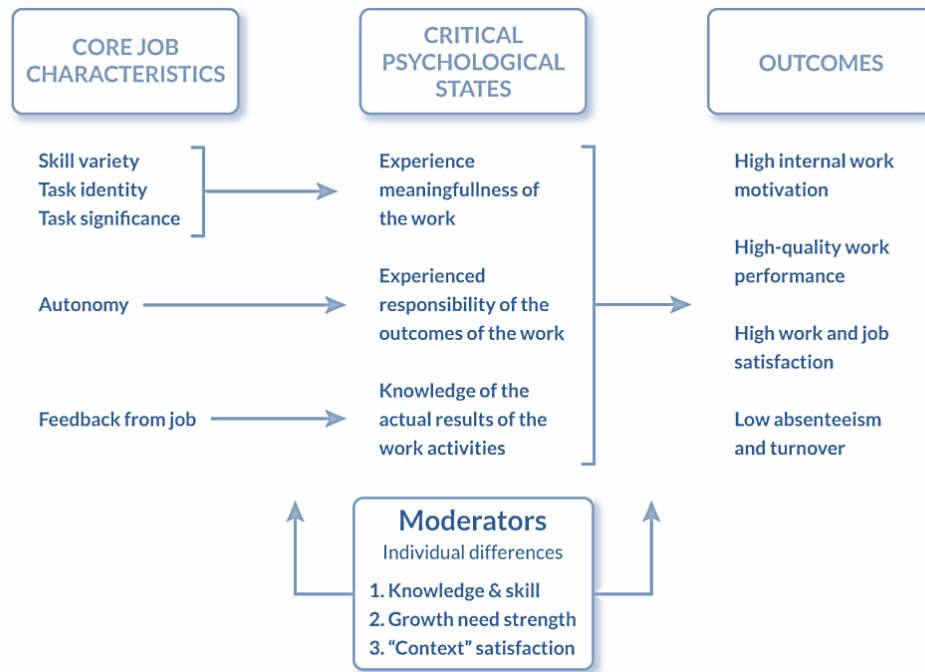 CORE JOB
CHARACTERISTICS
CRITICAL
PSYCHOLOGICAL
STATES
OUTCOMES
Skill variety
Task identity
Task significance
Experience
meaningfullness of
the work
High internal work
motivation
High-quality work
performance
Autonomy
Experienced
responsibility of the
outcomes of the work
High work and job
satisfaction
Feedback from job
Knowledge of the
actual results of the
work activities
Low absenteeism
and turnover
Moderators
Individual differences
1. Knowledge & skill
2. Growth need strength
3. “Context” satisfaction